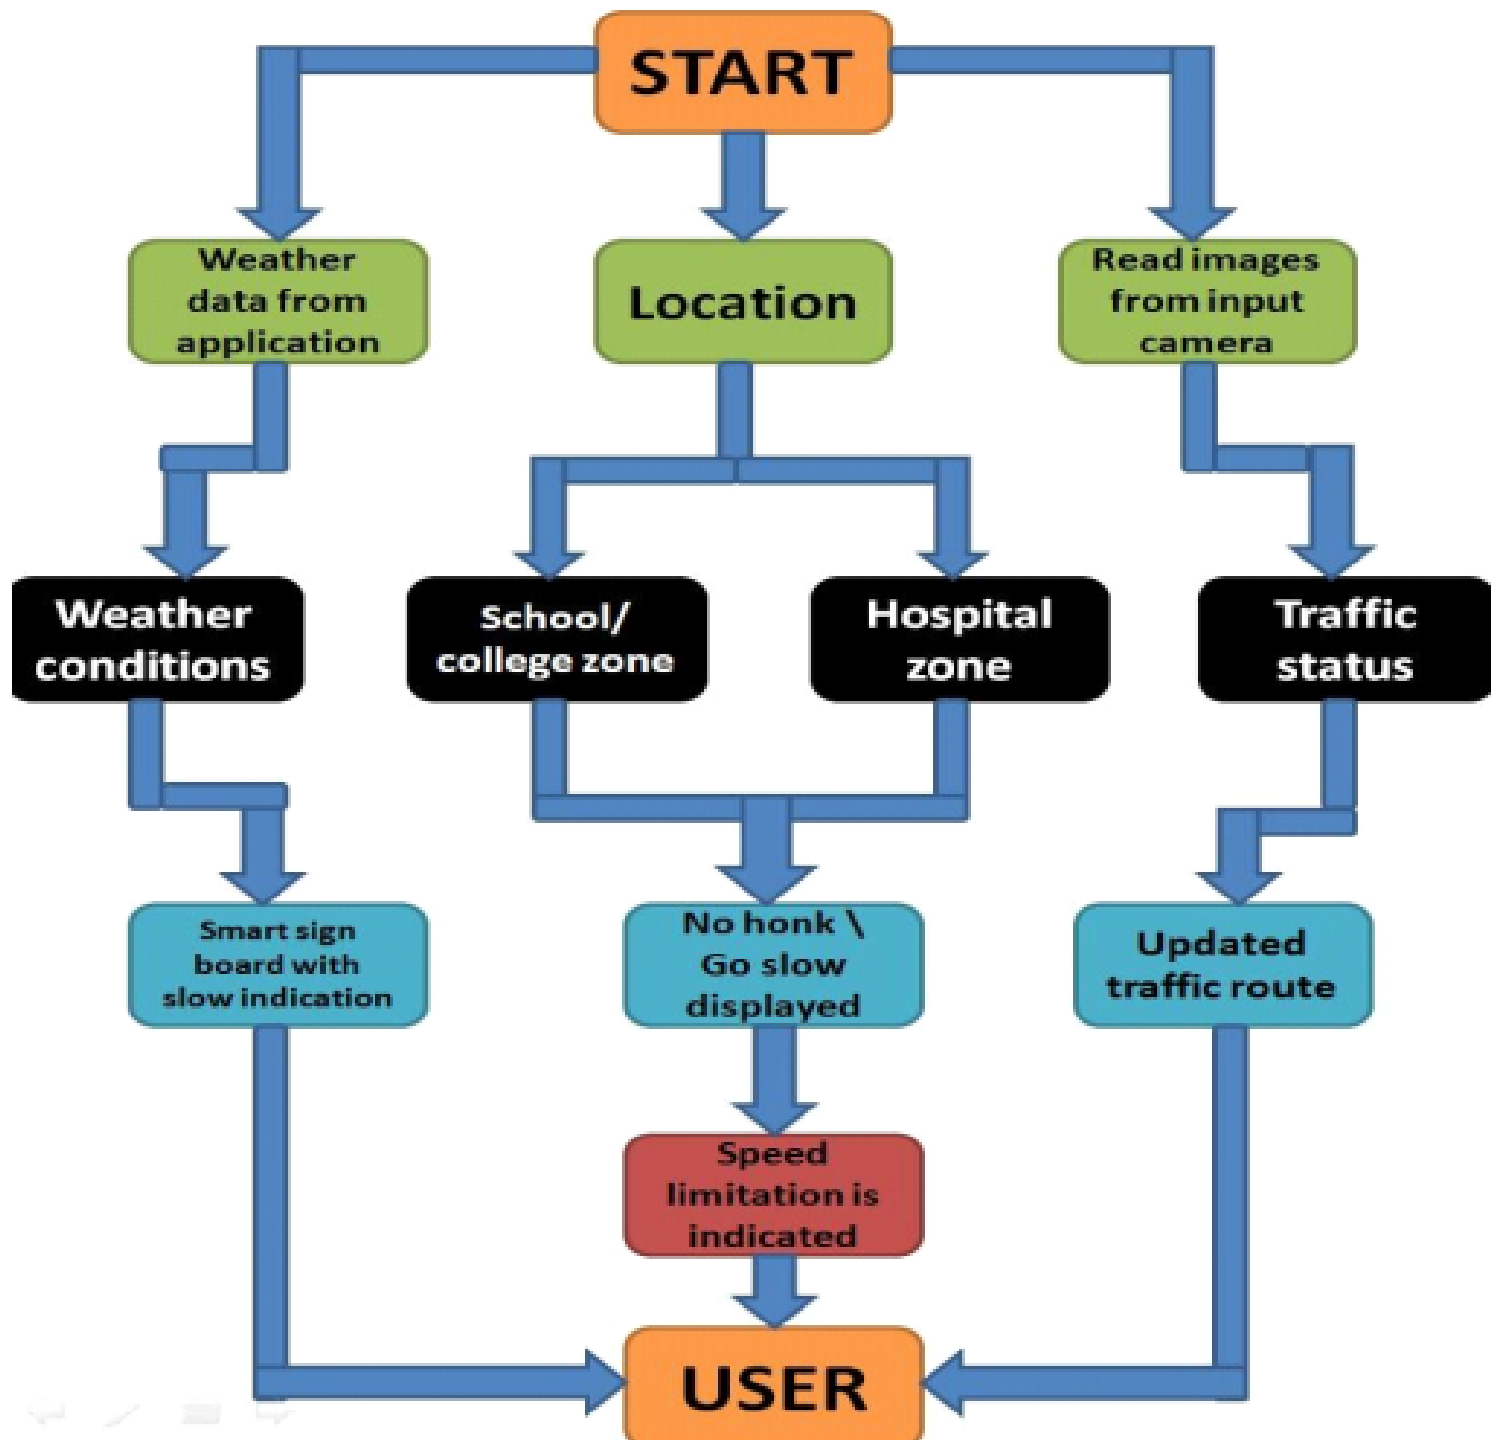 START
Weather
data from
application
Location
Read images
from input
camera
Weather
conditions
School/
college zone
Hospital
zone
Traffic
status
Smart sign
board with
slow indication
No honk \
Go slow
displayed
Updated
traffic route
Speed
limitation is
indicated
USER